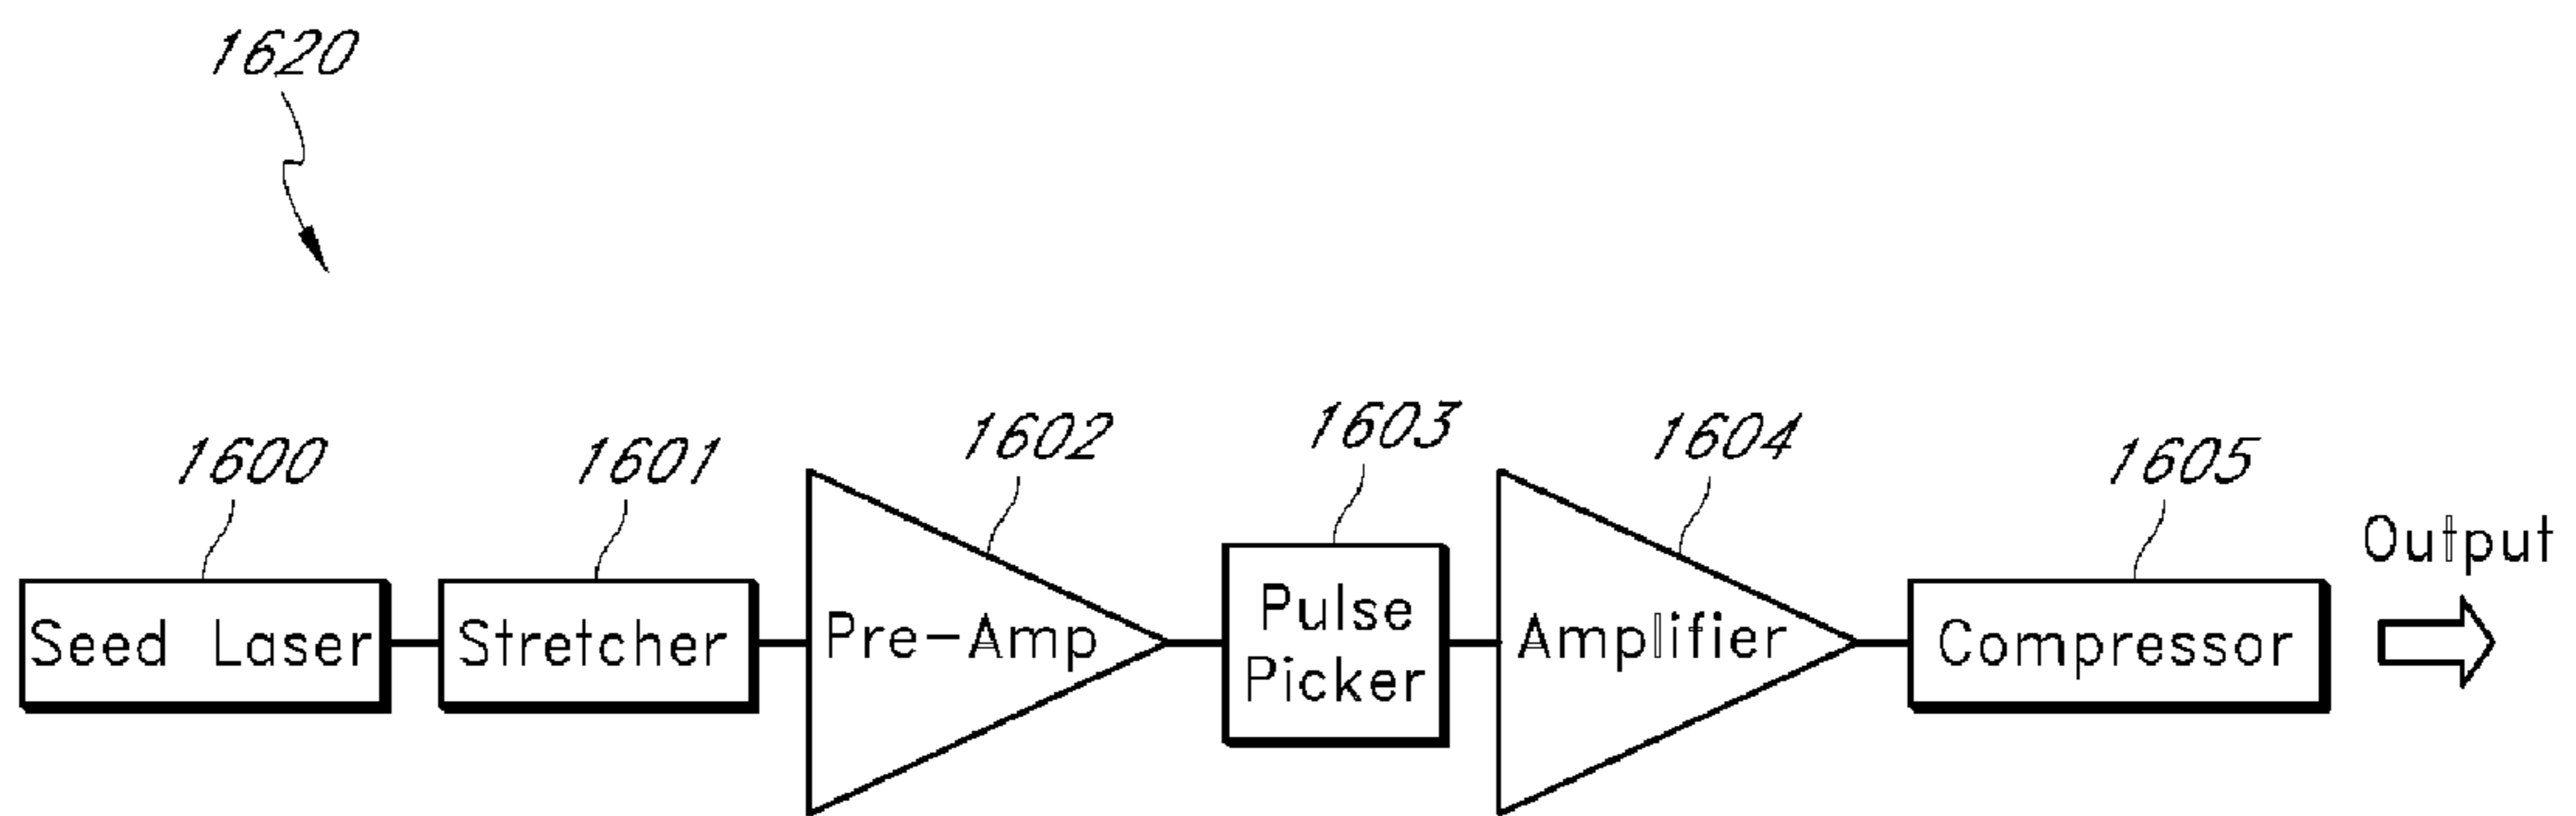 1620
1600
1601
1602
1603
1604
1605
Output
Seed Laser
Stretcher
Pre-Amp
Pulse
Picker
Amplifier
Compressor